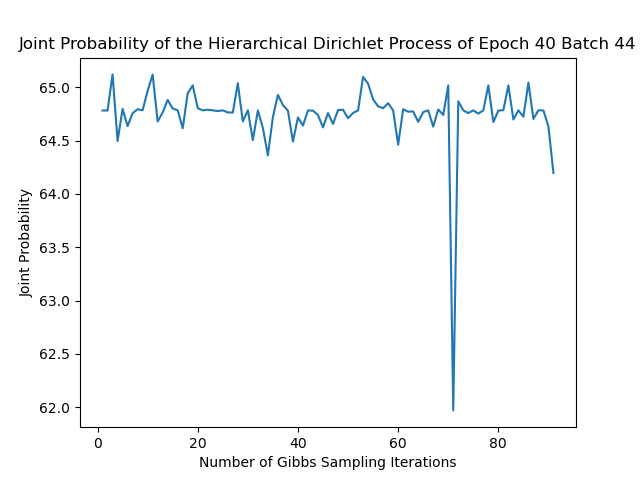 Joint Probability of the Hierarchical Dirichlet Process of Epoch 40 Batch 44
65.0
64.5
64.0
63.5
63.0
62.5
62.0
Joint Probability
0 20 40 60 80
Number of Gibbs Sampling Iterations